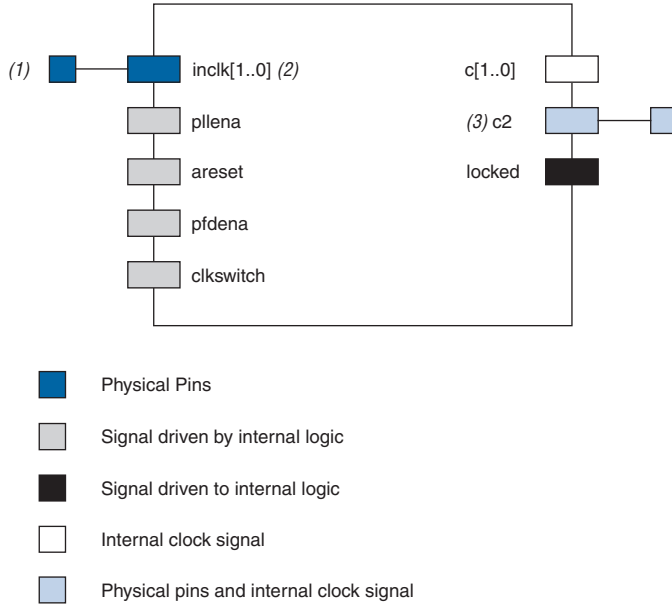 (1)
inclk[1..0] (2)
c[1..0]
pllena
(3) c2
areset
locked
pfdena
clkswitch
Physical Pins
Signal driven by internal logic
Signal driven to internal logic
Internal clock signal
Physical pins and internal clock signal